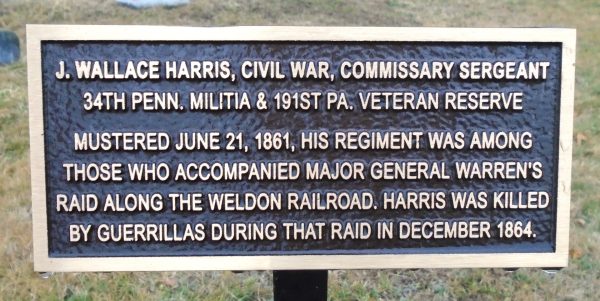 J. WALLACE HARRIS, CIVIL WAR, COMMISSARY SERGEANT
34TH PENN. MILITIA & 191ST PA. VETERAN RESERVE
MUSTERED JUNE 21, 1861, HIS REGIMENT WAS AMONG
THOSE WHO ACCOMPANIED MAJOR GENERAL WARREN'S
RAID ALONG THE WELDON RAILROAD. HARRIS WAS KILLED
BY GUERRILLAS DURING THAT RAID IN DECEMBER 1864.